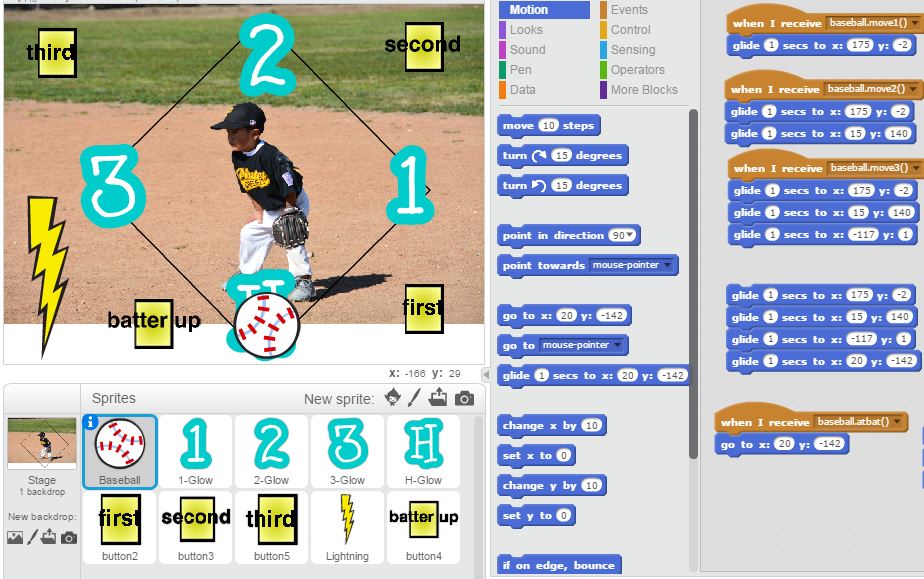 third
2
second
3
1
H
batter up
first
x: -166 y: 29
Sprites
New sprite:
Stage
1 backdrop
New backdrop:
Baseball
1
1-Glow
2
2-Glow
3
3-Glow
H
H-Glow
first
button2
second
button3
third
button5
Lightning
batter up
button4
Motion
Events
Looks
Control
Sound
Sensing
Pen
Operators
Data
More Blocks
move 10 steps
turn 15 degrees
turn 15 degrees
point in direction 90
point towards mouse-pointer
go to x: 20 y: -142
go to mouse-pointer
glide 1 secs to x: 20 y: -142
change x by 10
set x to 0
change y by 10
set y to 0
if on edge, bounce
when I receive baseball.move1()
glide 1 secs to x: 175 y: -2
when I receive baseball.move2()
glide 1 secs to x: 175 y: -2
glide 1 secs to x: 15 y: 140
when I receive baseball.move3()
glide 1 secs to x: 175 y: -2
glide 1 secs to x: 15 y: 140
glide 1 secs to x: -117 y: 1
glide 1 secs to x: 175 y: -2
glide 1 secs to x: 15 y: 140
glide 1 secs to x: -117 y: 1
glide 1 secs to x: 20 y: -142
when I receive baseball.atbat()
go to x: 20 y: -142